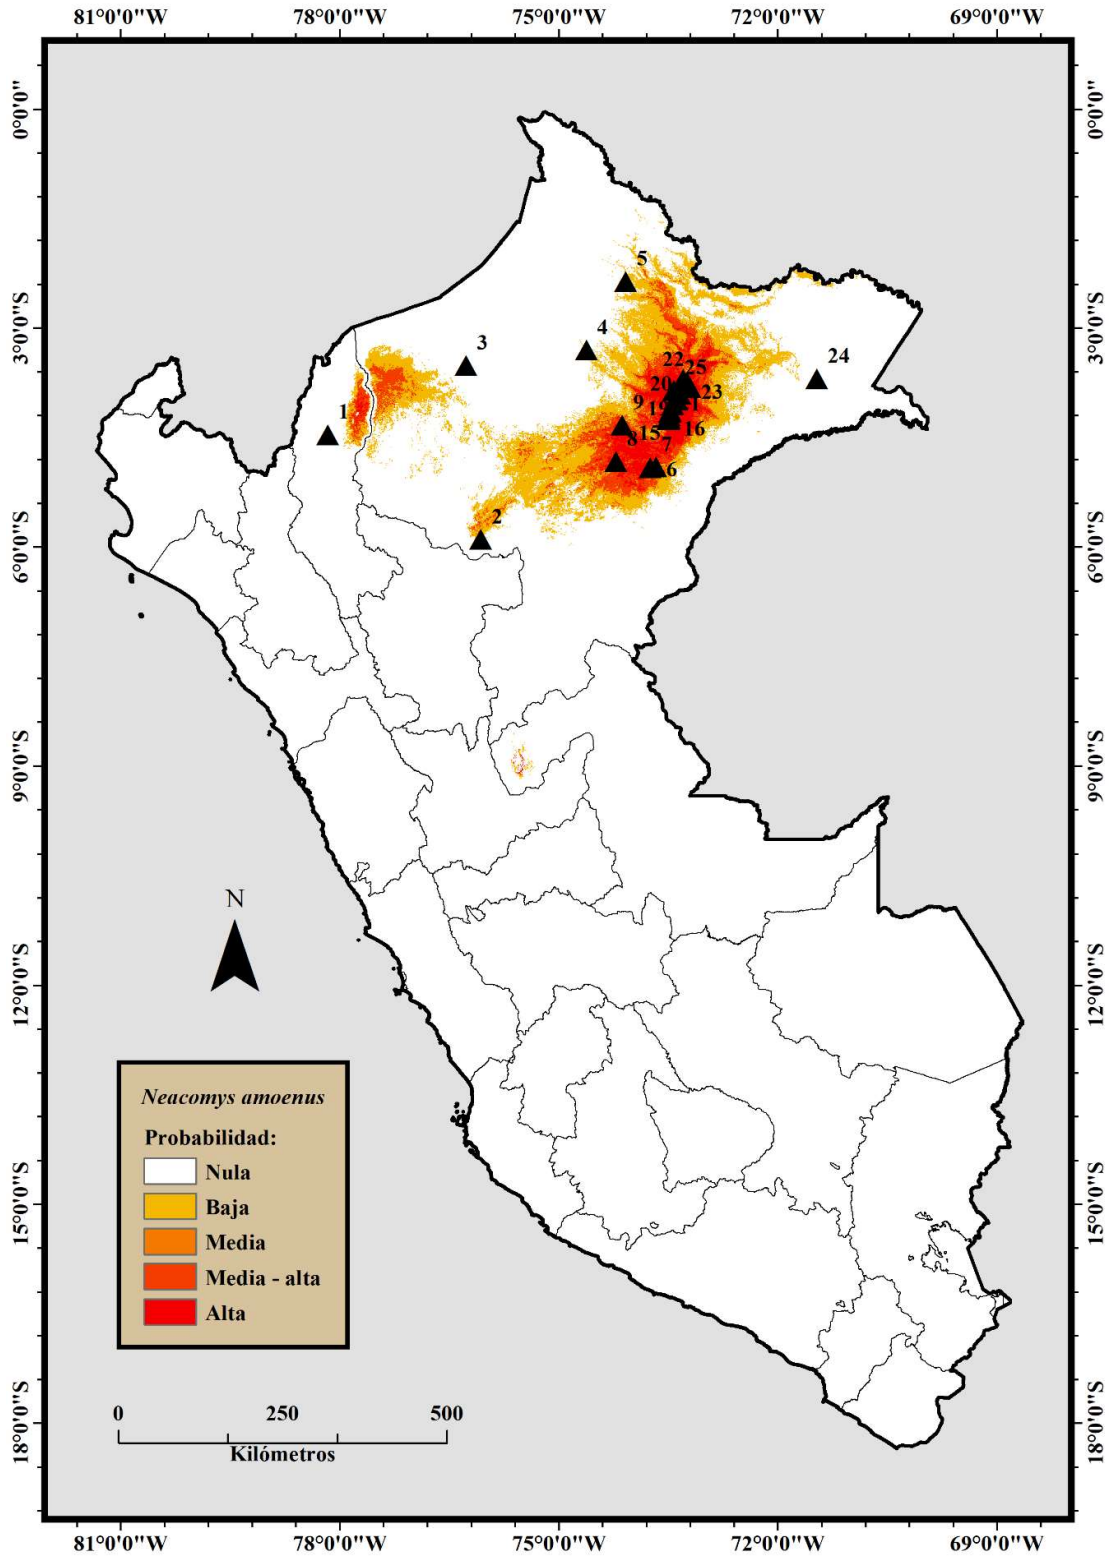 81°0'0"W 78°0'0"W 75°0'0"W 72°0'0"W 69°0'0"W
0°0'0" 0°0'0"
5
3°0'0"S 3°0'0"S
3 4 24
22 25
20 23
9 19 1
1 16
8 15 7
6
2
6°0'0"S 6°0'0"S
9°0'0"S 9°0'0"S
N
12°0'0"S 12°0'0"S
Neacomys amoenus
Probabilidad:
Nula
Baja
Media
Media - alta
Alta
15°0'0"S 15°0'0"S
0 250 500
Kilómetros
18°0'0"S 18°0'0"S
81°0'0"W 78°0'0"W 75°0'0"W 72°0'0"W 69°0'0"W